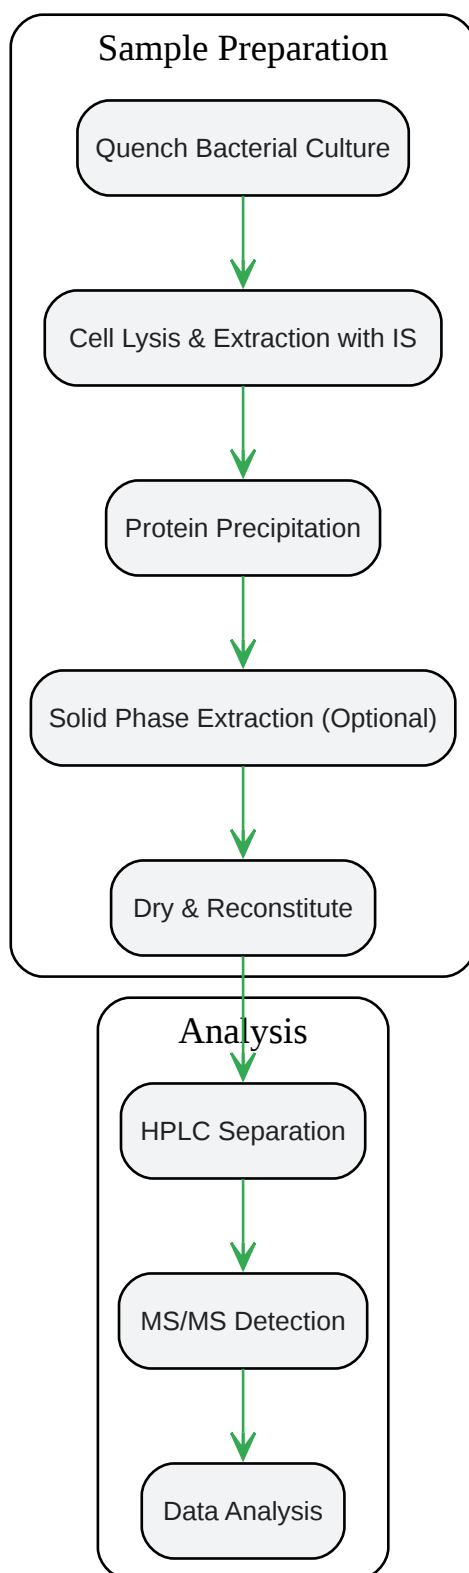 Sample Preparation
Quench Bacterial Culture
Cell Lysis & Extraction with IS
Protein Precipitation
Solid Phase Extraction (Optional)
Dry & Reconstitute
Analysis
HPLC Separation
MS/MS Detection
Data Analysis